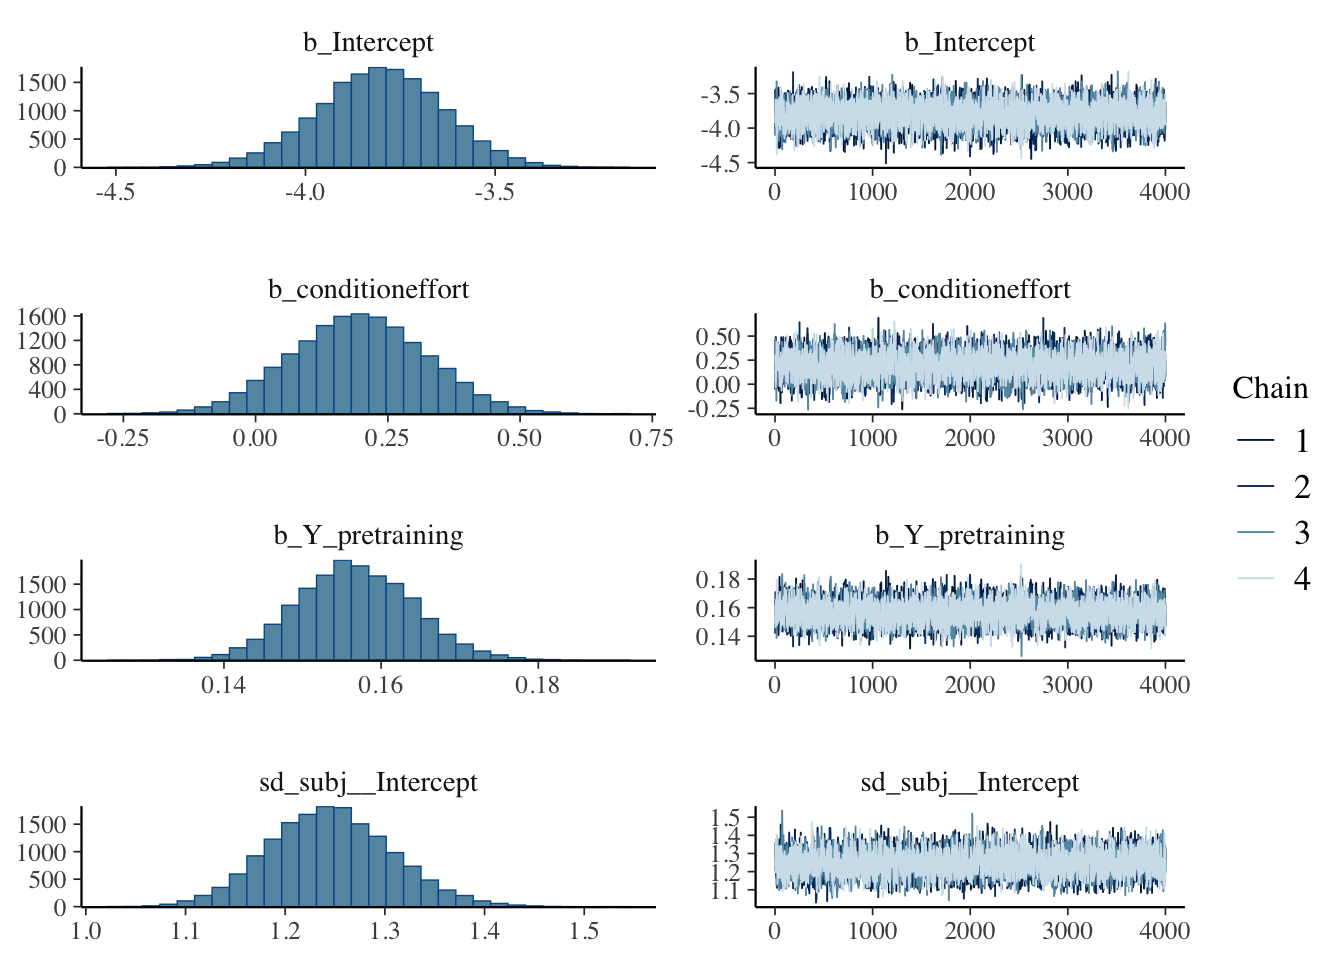 b_Intercept
1500
1000
500
0
-4.5 -4.0 -3.5
b_Intercept
-3.5
-4.0
-4.5
0 1000 2000 3000 4000
b_conditioneffort
1600
1200
800
400
0
-0.25 0.00 0.25 0.50 0.75
b_conditioneffort
0.50
0.25
0.00
-0.25
0 1000 2000 3000 4000
b_Y_pretraining
1500
1000
500
0
0.14 0.16 0.18
b_Y_pretraining
0.18
0.16
0.14
0 1000 2000 3000 4000
sd_subj__Intercept
1500
1000
500
0
1.0 1.1 1.2 1.3 1.4 1.5
sd_subj__Intercept
1.5
1.4
1.3
1.2
1.1
0 1000 2000 3000 4000
Chain
1
2
3
4